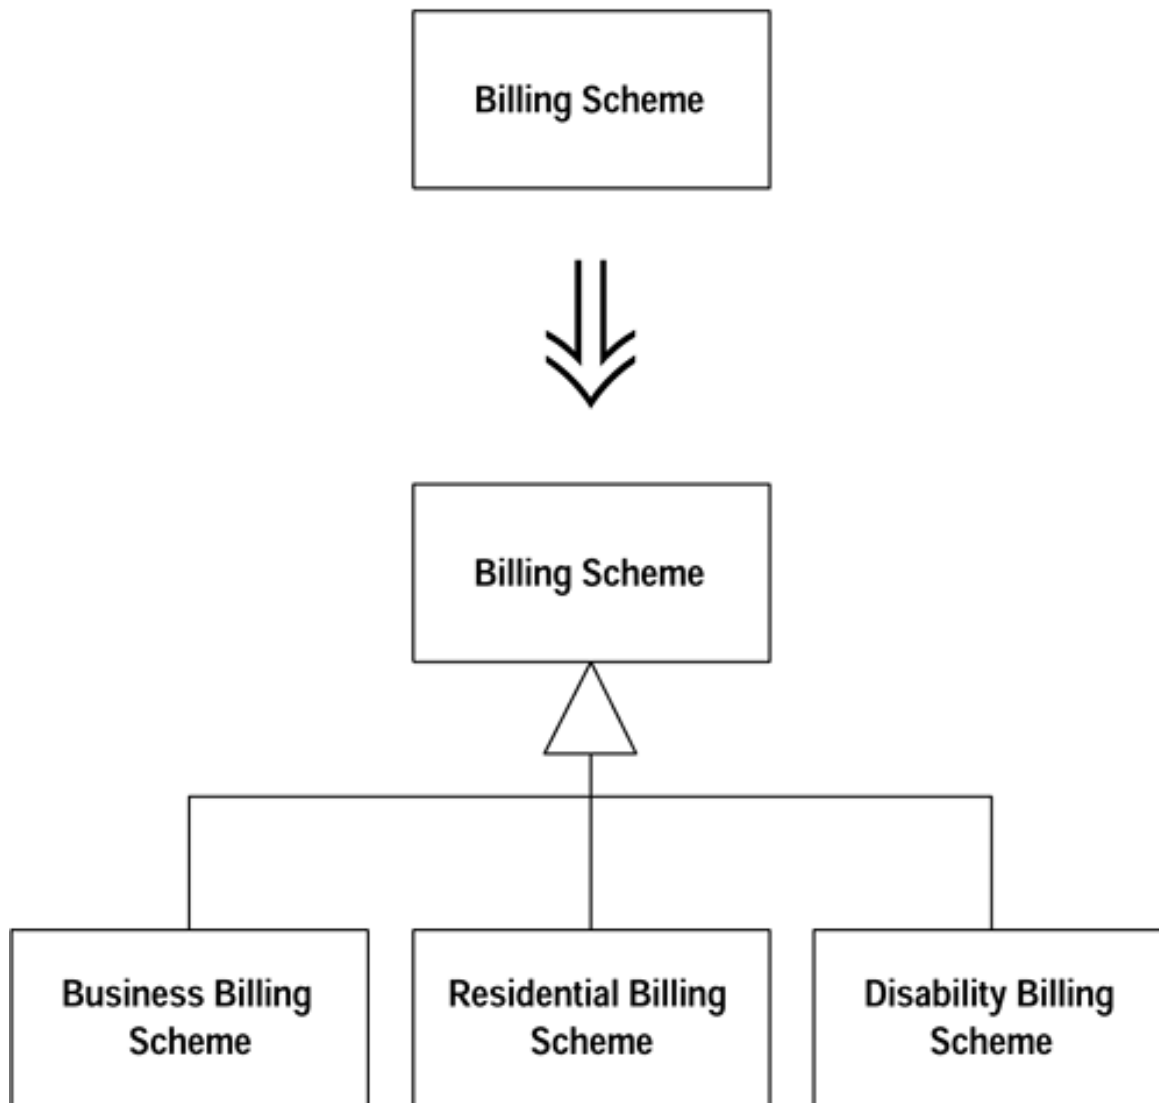 Billing Scheme
Billing Scheme
Business Billing
Scheme
Residential Billing
Scheme
Disability Billing
Scheme